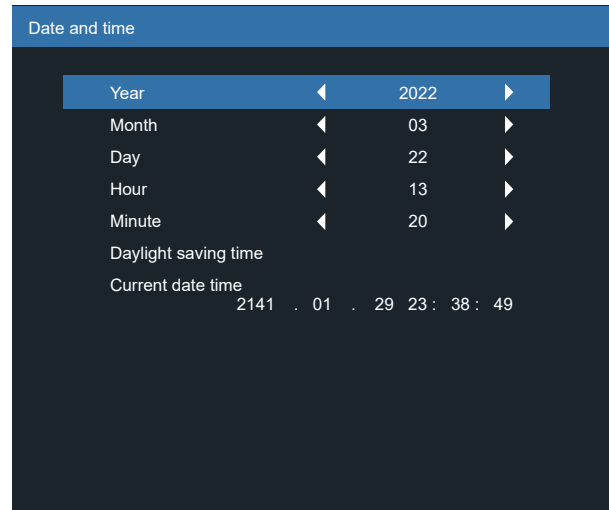 Date and time
Year 2022
Month 03
Day 22
Hour 13
Minute 20
Daylight saving time
Current date time
2141 . 01 . 29 23 : 38 : 49